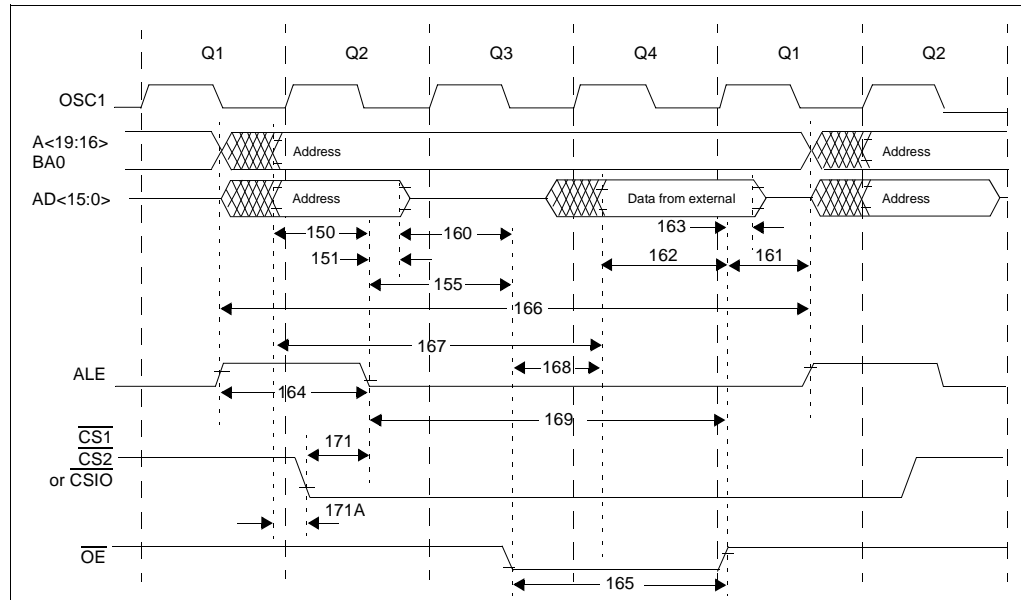 Q1 Q2 Q3 Q4 Q1 Q2
OSC1
A<19:16>
BA0
Address
Address
AD<15:0>
Address
Data from external
Address
150
160
163
151
162
161
155
166
167
ALE
168
164
169
CS1
CS2
or CSIO
171
171A
OE
165